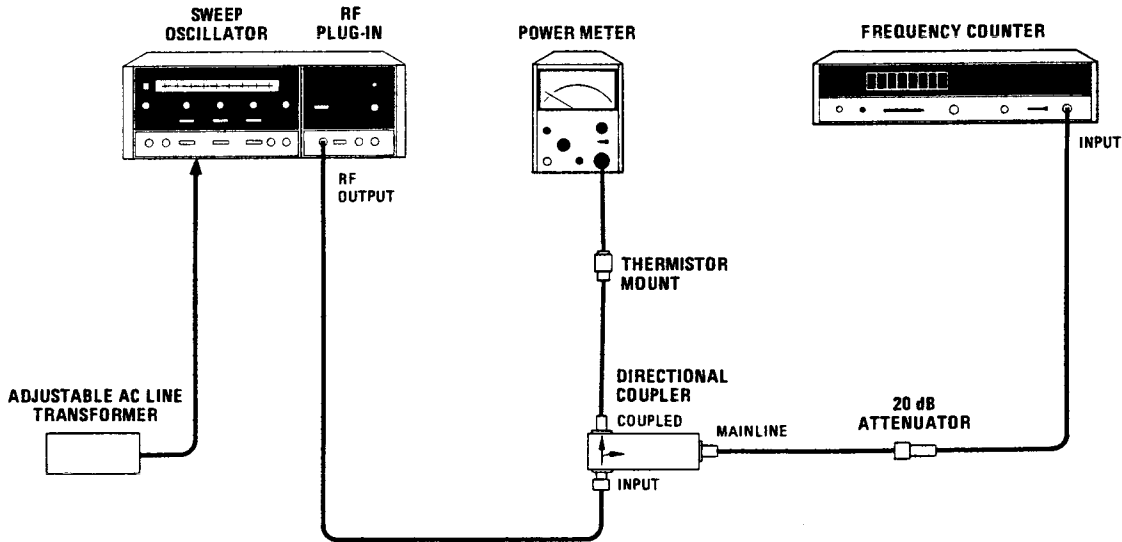 SWEEP
OSCILLATOR
RF
PLUG-IN
POWER METER
FREQUENCY COUNTER
INPUT
RF
OUTPUT
THERMISTOR
MOUNT
ADJUSTABLE AC LINE
TRANSFORMER
DIRECTIONAL
COUPLER
COUPLED
MAINLINE
20 dB
ATTENUATOR
INPUT